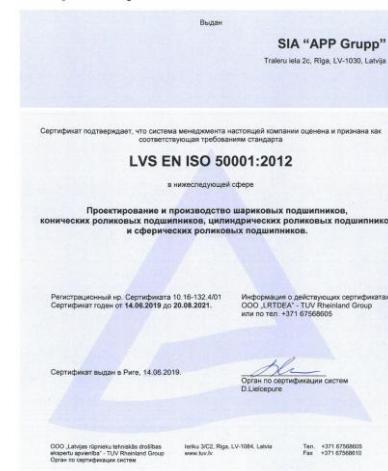 Выдан
SIA "APP Grupp"
Traleru iela 2c, Rīga, LV-1030, Latvija
Сертификат подтверждает, что система менеджмента настоящей компании оценена и признана как
соответствующая требованиям стандарта
LVS EN ISO 50001:2012
в нижеследующей сфере
Проектирование и производство шариковых подшипников,
конических роликовых подшипников, цилиндрических роликовых подшипнико
и сферических роликовых подшипников.
Регистрационный нр. Сертификата 10.16-132.4/01
Сертификат годен от 14.06.2019 до 20.08.2021.
Информация о действующих сертификатах
ООО „LRTDEA" - TUV Rheinland Group
или по тел. +371 67568605
Сертификат выдан в Риге, 14.06.2019.
Орган по сертификации систем
D.Lielcepure
ООО „Latvijas rūpnieku tehniskās drošības
ekspertu apvienība" - TUV Rheinland Group
Орган по сертификации систем
Ieriķu 3/C2, Rīga, LV-1084, Latvia
www.tuv.lv
Тел. +371 67568605
Fax +371 67568610